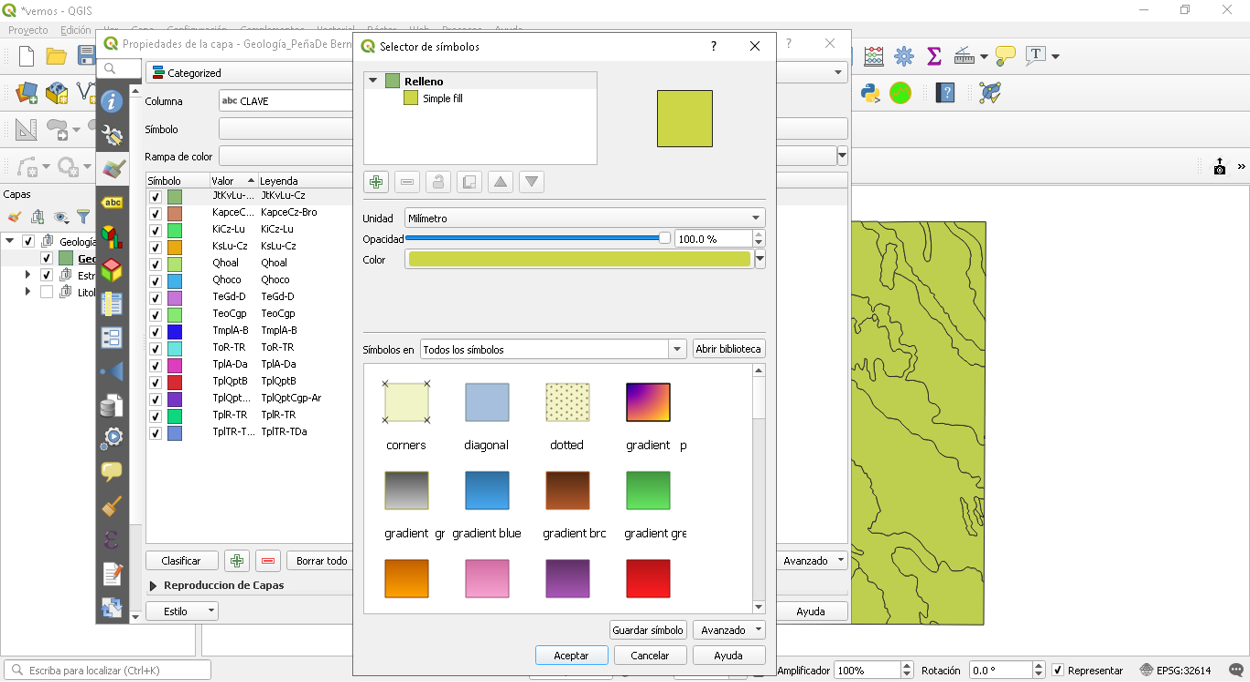 *vemos - QGIS
Proyecto Edición
Propiedades de la capa - Geología_PeñaDe Bern
Selector de símbolos
?
?
Categorized
Columna
abc CLAVE
Símbolo
Rampa de color
Símbolo Valor Leyenda
JtKvLu-... JtKvLu-Cz
KapceC... KapceCz-Bro
KiCz-Lu KiCz-Lu
KsLu-Cz KsLu-Cz
Qhoal Qhoal
Qhoco Qhoco
TeGd-D TeGd-D
TeoCgp TeoCgp
TmplA-B TmplA-B
ToR-TR ToR-TR
TplA-Da TplA-Da
TplQptB TplQptB
TplQpt... TplQptCgp-Ar
TplR-TR TplR-TR
TplTR-T... TplTR-TDa
Clasificar
Borrar todo
Avanzado
Reproduccion de Capas
Estilo
Ayuda
Capas
Geología
Geo
Estr
Litol
abc
Relleno
Simple fill
Unidad
Milímetro
Opacidad
100.0 %
Color
Símbolos en
Todos los símbolos
Abrir biblioteca
corners diagonal dotted gradient p
gradient gr gradient blue gradient brc gradient gre
Guardar símbolo
Avanzado
Aceptar
Cancelar
Ayuda
Escriba para localizar (Ctrl+K)
Amplificador 100%
Rotación 0.0 °
Representar
EPSG:32614